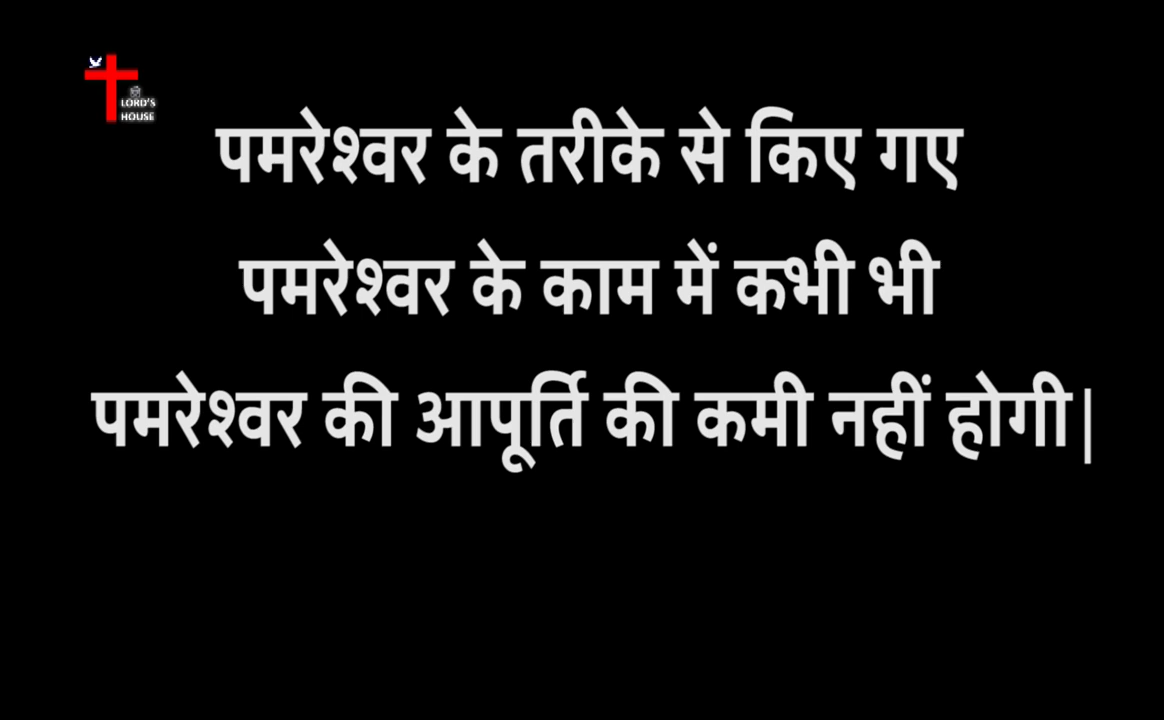 LORD'S
HOUSE
पमरेश्वर के तरीके से किए गए
पमरेश्वर के काम में कभी भी
पमरेश्वर की आपूर्ति की कमी नहीं होगी|